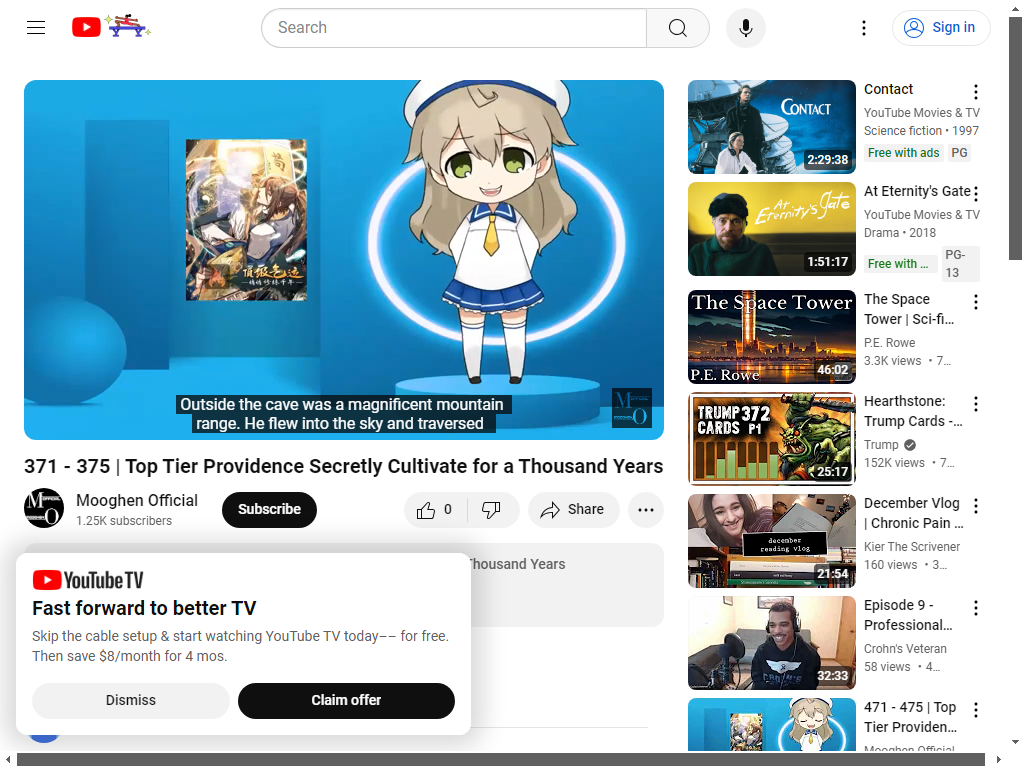 Search
Sign in
Outside the cave was a magnificent mountain
range. He flew into the sky and traversed
371 - 375 | Top Tier Providence Secretly Cultivate for a Thousand Years
Mooghen Official
1.25K subscribers
Subscribe
0
Share
Thousand Years
YouTube TV
Fast forward to better TV
Skip the cable setup & start watching YouTube TV today–– for free.
Then save $8/month for 4 mos.
Dismiss
Claim offer
CONTACT
2:29:38
Contact
YouTube Movies & TV
Science fiction • 1997
Free with ads PG
At Eternity's Gate
1:51:17
At Eternity's Gate
YouTube Movies & TV
Drama • 2018
Free with ... PG-
13
The Space Tower
P.E. Rowe
46:02
The Space
Tower | Sci-fi...
P.E. Rowe
3.3K views • 7...
TRUMP 372
CARDS P1
25:17
Hearthstone:
Trump Cards -...
Trump
152K views • 7...
december
reading vlog
21:54
December Vlog
| Chronic Pain ...
Kier The Scrivener
160 views • 3...
32:33
Episode 9 -
Professional...
Crohn's Veteran
58 views • 4...
471 - 475 | Top
Tier Providen...
Mooghen Official